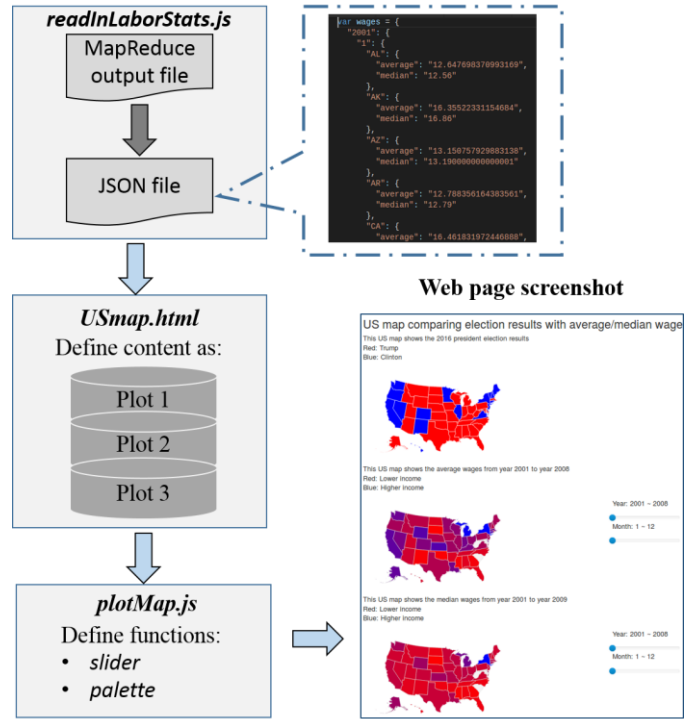 readInLaborStats.js
MapReduce
output file
JSON file
var wages = {
"2001": {
"1": {
"AL": {
"average": "12.647698370993169",
"median": "12.56"
},
"AK": {
"average": "16.35522331154684",
"median": "16.86"
},
"AZ": {
"average": "13.150757929883138",
"median": "13.190000000000001"
},
"AR": {
"average": "12.788356164383561",
"median": "12.79"
},
"CA": {
"average": "16.461831972446888",
USmap.html
Define content as:
Plot 1
Plot 2
Plot 3
plotMap.js
Define functions:
• slider
• palette
Web page screenshot
US map comparing election results with average/median wage
This US map shows the 2016 president election results
Red: Trump
Blue: Clinton
This US map shows the average wages from year 2001 to year 2008
Red: Lower Income
Blue: Higher Income
Year: 2001 ~ 2008
Month: 1 ~ 12
This US map shows the median wages from year 2001 to year 2009
Red: Lower Income
Blue: Higher Income
Year: 2001 ~ 2008
Month: 1 ~ 12